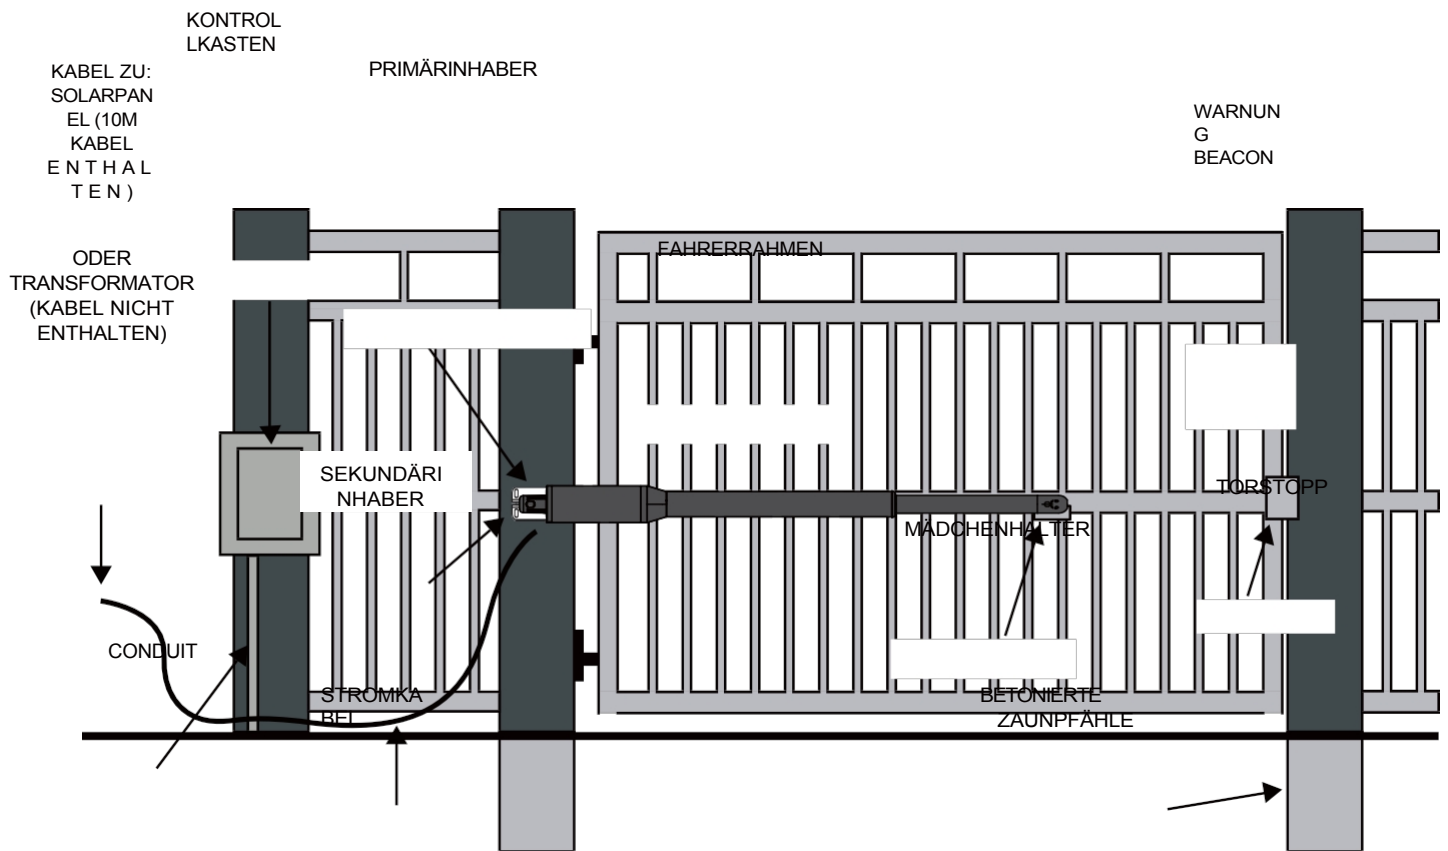 KONTROL
LKASTEN
KABEL ZU:
SOLARPAN
EL (10M
KABEL
E N T H A L
T E N )
PRIMÄRINHABER
WARNUN
G
BEACON
ODER
TRANSFORMATOR
(KABEL NICHT
ENTHALTEN)
FAHRERRAHMEN
SEKUNDÄRI
NHABER
TORSTOPP
MÄDCHENHALTER
CONDUIT
STROMKA
BEL
BETONIERTE
ZAUNPFÄHLE